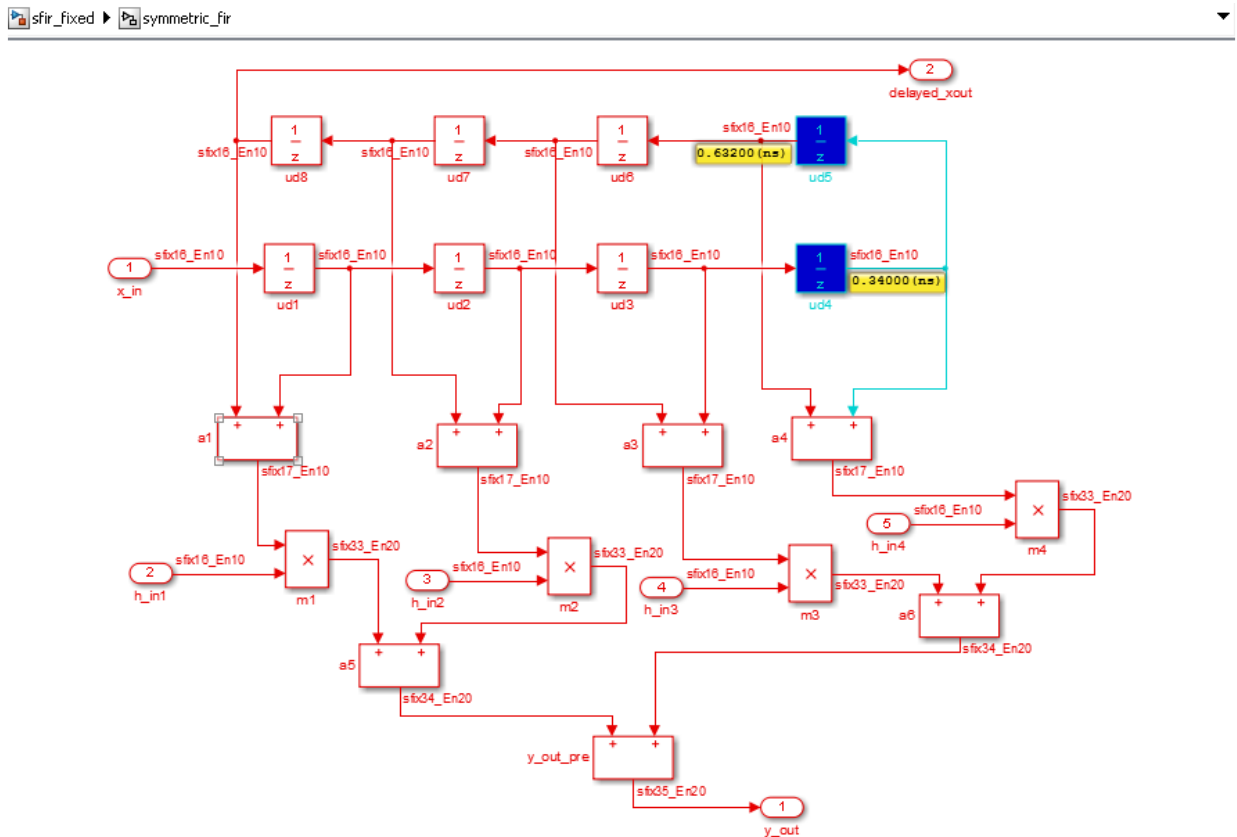 sfir_fixed symmetric_fir
2
delayed_xout
sfix16_En10 1/z ud8
sfix16_En10 1/z ud7
sfix16_En10 1/z ud6
sfix16_En10 1/z ud5
0.63200(ns)
1 x_in
sfix16_En10 1/z ud1
sfix16_En10 1/z ud2
sfix16_En10 1/z ud3
sfix16_En10 1/z ud4
sfix16_En10
0.34000(ns)
a1 + +
sfix17_En10
a2 + +
sfix17_En10
a3 + +
sfix17_En10
a4 + +
sfix17_En10
2 h_in1
sfix16_En10
× m1
sfix33_En20
3 h_in2
sfix16_En10
× m2
sfix33_En20
4 h_in3
sfix16_En10
× m3
sfix33_En20
5 h_in4
sfix16_En10
× m4
sfix33_En20
a5 + +
sfix34_En20
a6 + +
sfix34_En20
y_out_pre + +
sfix35_En20
1
y_out